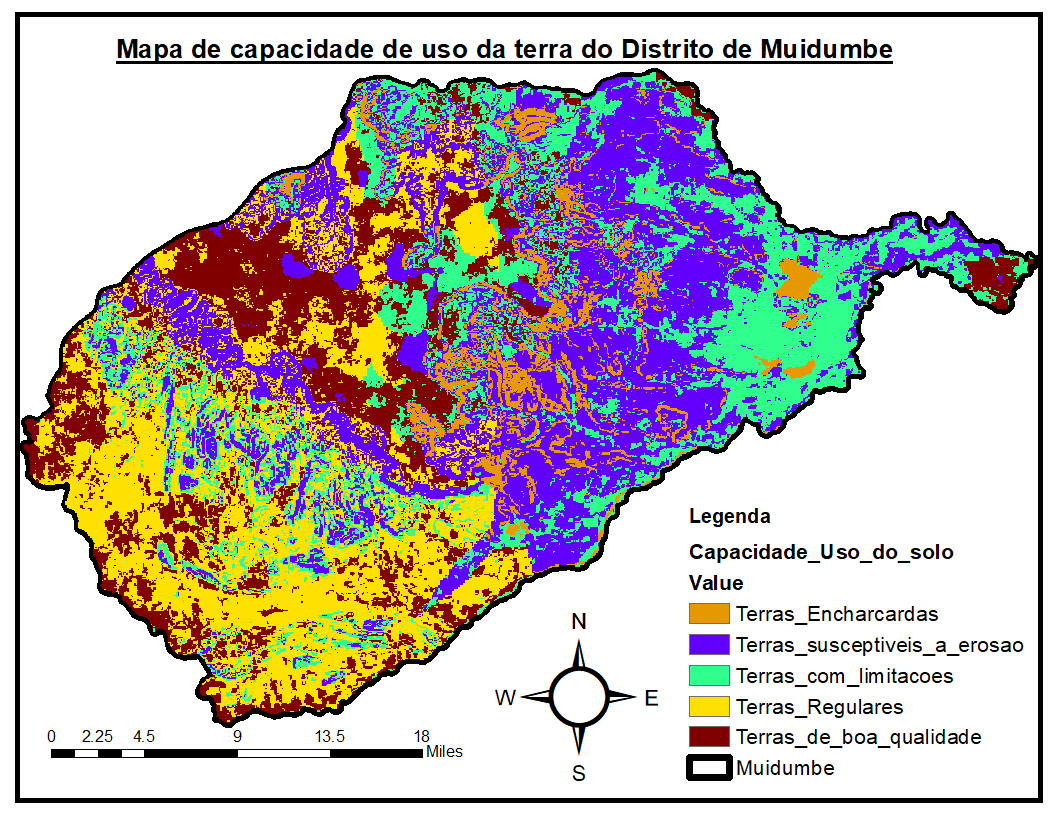 Mapa de capacidade de uso da terra do Distrito de Muidumbe
Legenda
Capacidade_Uso_do_solo
Value
Terras_Encharcardas
Terras_susceptiveis_a_erosao
Terras_com_limitacoes
Terras_Regulares
Terras_de_boa_qualidade
Muidumbe
N
W E
S
0 2.25 4.5 9 13.5 18
Miles